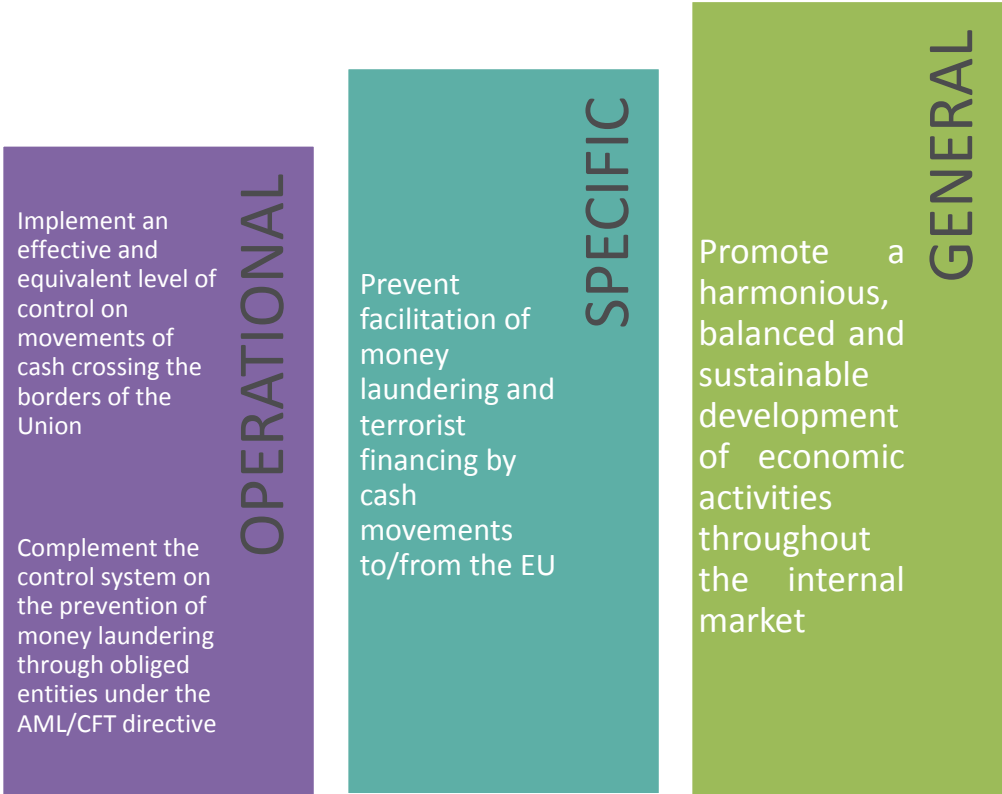 OPERATIONAL
Implement an
effective and
equivalent level of
control on
movements of
cash crossing the
borders of the
Union
Complement the
control system on
the prevention of
money laundering
through obliged
entities under the
AML/CFT directive
SPECIFIC
Prevent
facilitation of
money
laundering and
terrorist
financing by
cash
movements
to/from the EU
GENERAL
Promote a
harmonious,
balanced and
sustainable
development
of economic
activities
throughout
the internal
market